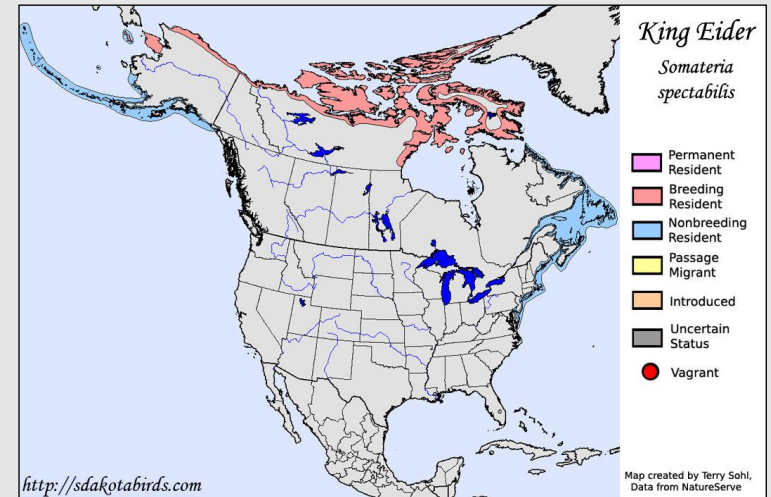 King Eider
Somateria
spectabilis
Permanent
Resident
Breeding
Resident
Nonbreeding
Resident
Passage
Migrant
Introduced
Uncertain
Status
Vagrant
Map created by Terry Sohl,
Data from NatureServe
http://sdakotabirds.com